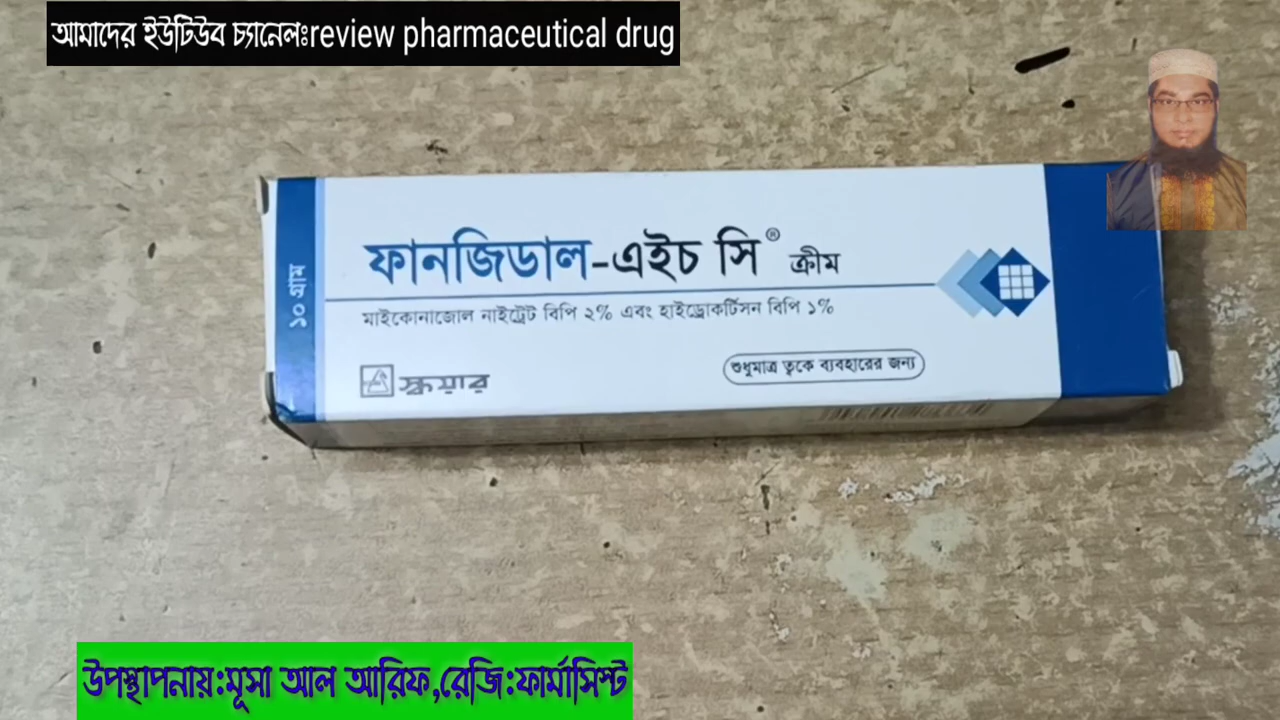 আমাদের ইউটিউব চ্যানেলঃreview pharmaceutical drug
১০ গ্রাম
ফানজিডাল-এইচ সি® ক্রীম
মাইকোনাজোল নাইট্রেট বিপি ২% এবং হাইড্রোকর্টিসন বিপি ১%
শুধুমাত্র ত্বকে ব্যবহারের জন্য
স্কয়ার
উপস্থাপনায়:মূসা আল আরিফ,রেজি:ফার্মাসিস্ট